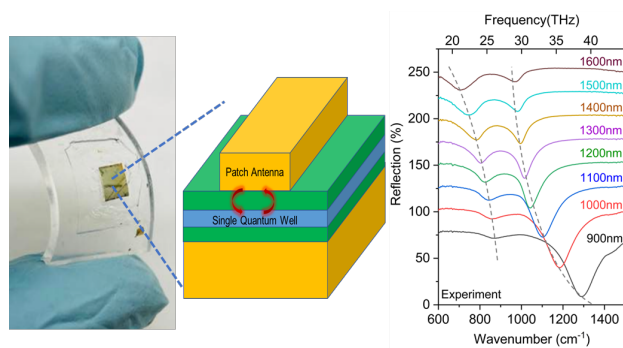 Patch Antenna
Single Quantum Well
Frequency(THz)
20 25 30 35 40
Reflection (%)
250
200
150
100
50
0
1600nm
1500nm
1400nm
1300nm
1200nm
1100nm
1000nm
900nm
Experiment
600 800 1000 1200 1400
Wavenumber (cm⁻¹)